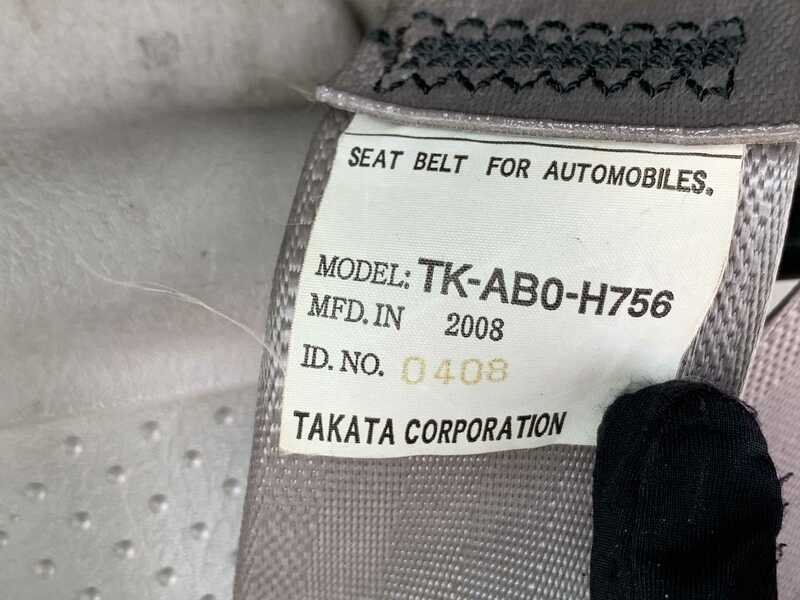 SEAT BELT FOR AUTOMOBILES.
MODEL: TK-AB0-H756
MFD. IN 2008
ID. NO. 0408
TAKATA CORPORATION